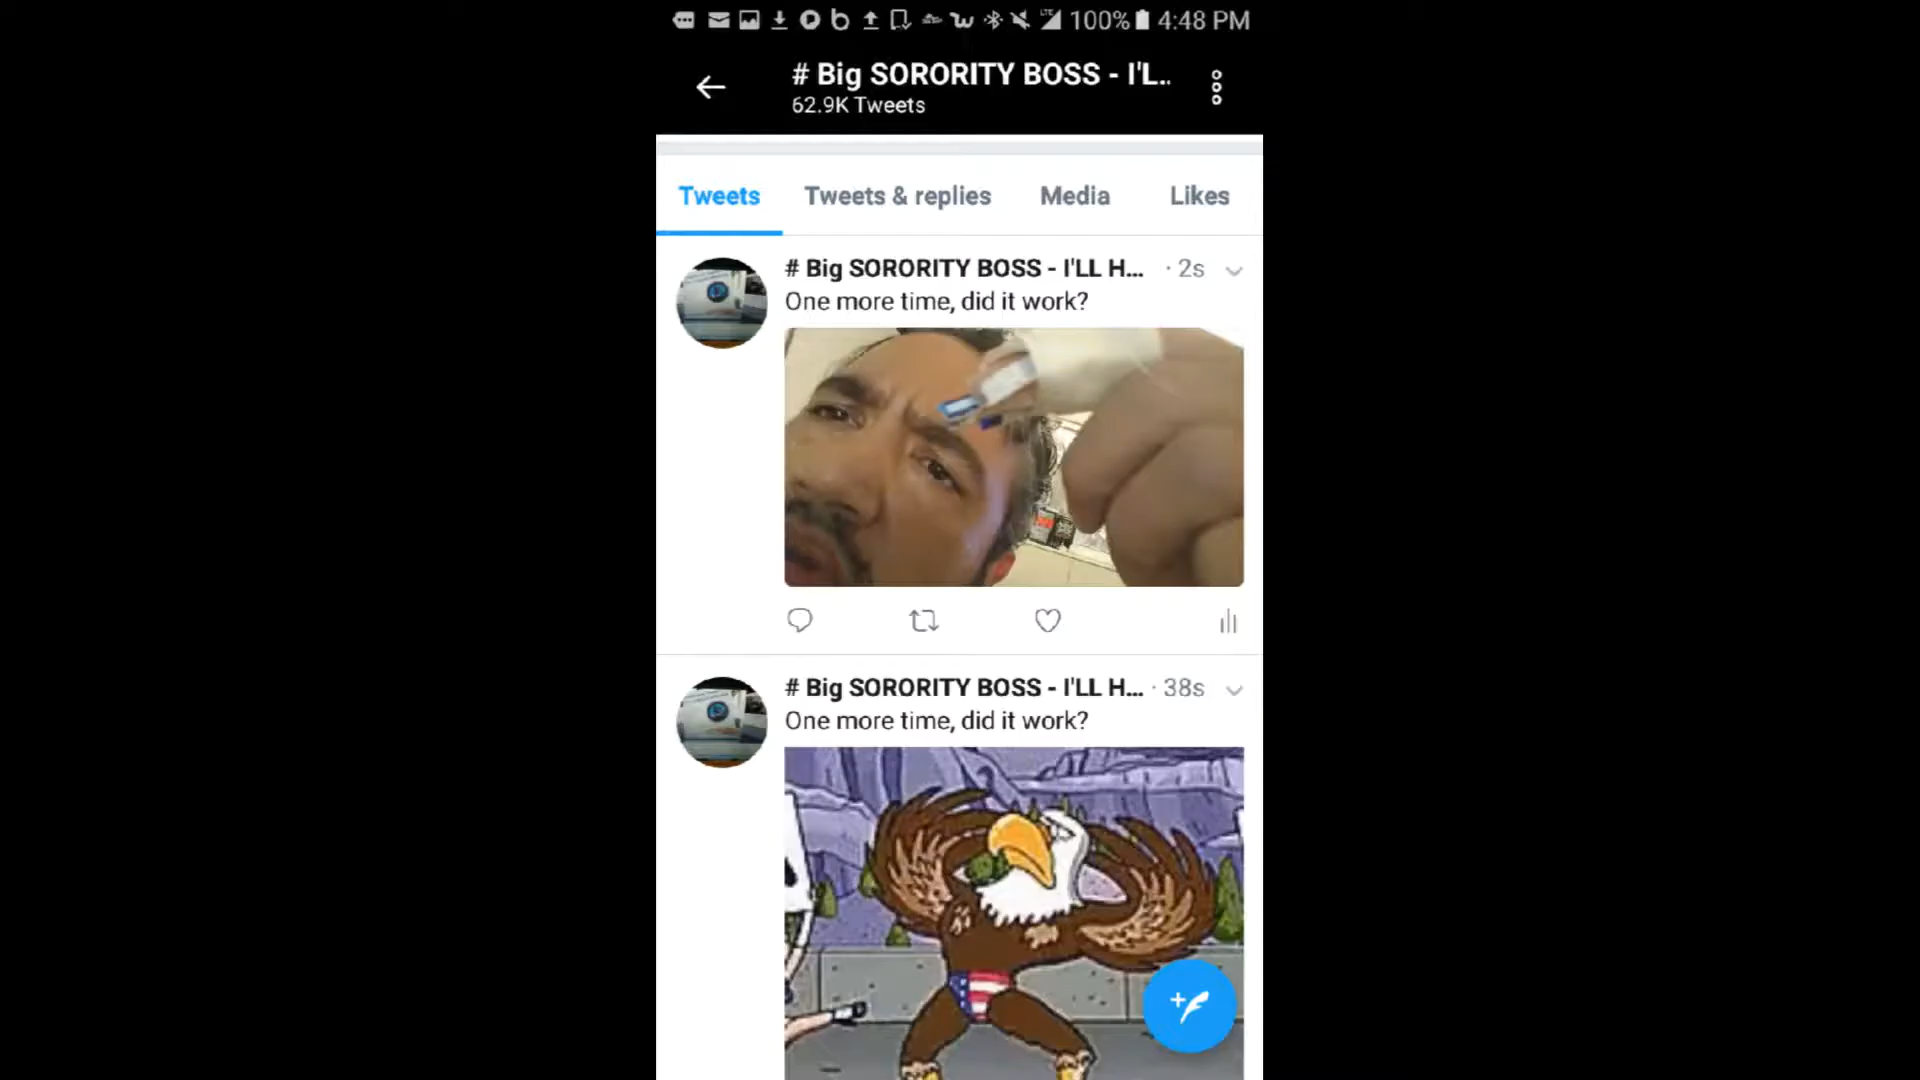 LTE 100% 4:48 PM
# Big SORORITY BOSS - I'L..
62.9K Tweets
Tweets Tweets & replies Media Likes
# Big SORORITY BOSS - I'LL H... · 2s
One more time, did it work?
# Big SORORITY BOSS - I'LL H... · 38s
One more time, did it work?